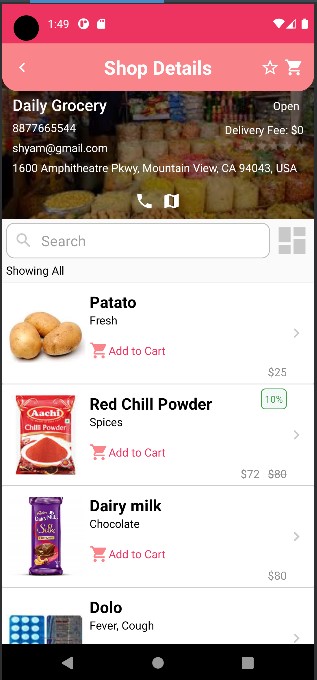 1:49
Shop Details
Daily Grocery
Open
8877665544
Delivery Fee: $0
shyam@gmail.com
1600 Amphitheatre Pkwy, Mountain View, CA 94043, USA
Search
Showing All
Patato
Fresh
Add to Cart
$25
Aachi
Chilli Powder
Red Chill Powder
10%
Spices
Add to Cart
$72 $80
Dairy Milk
Silk
Dairy milk
Chocolate
Add to Cart
$80
Dolo
Fever, Cough